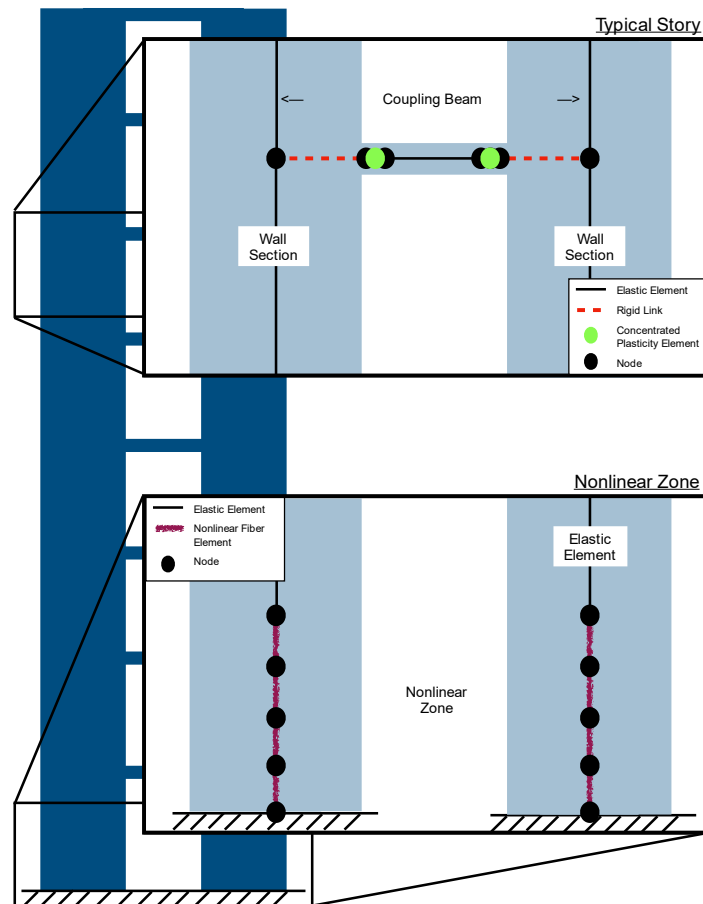 Typical Story
<— Coupling Beam —>
Wall
Section
Wall
Section
Elastic Element
Rigid Link
Concentrated
Plasticity Element
Node
Nonlinear Zone
Elastic Element
Nonlinear Fiber
Element
Node
Elastic
Element
Nonlinear
Zone